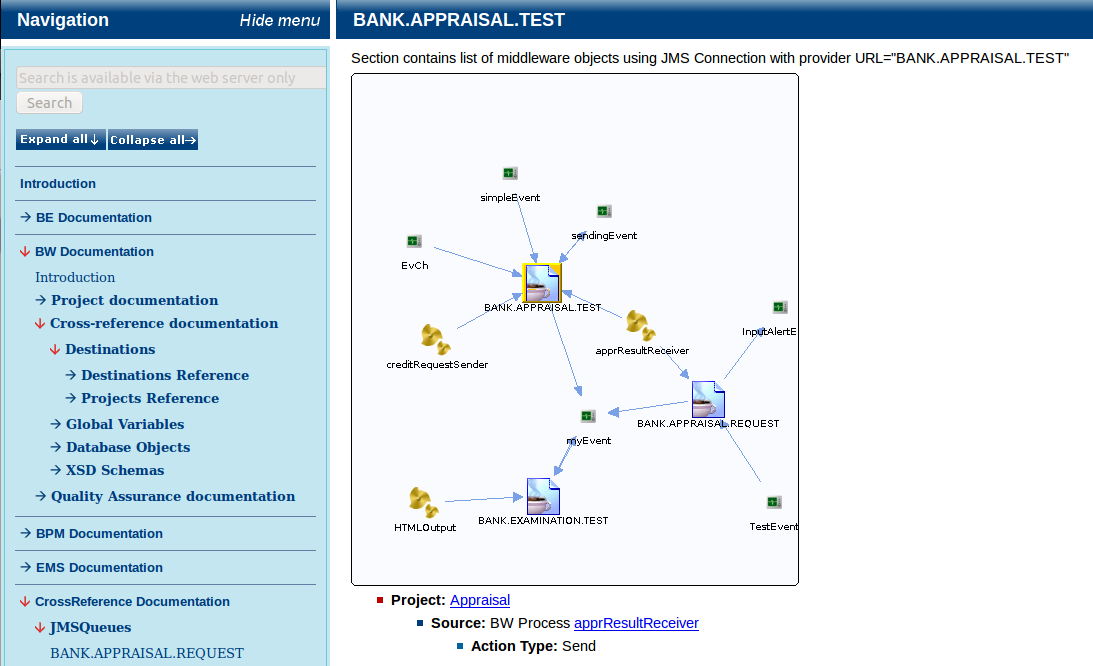 Navigation
Hide menu
Search is available via the web server only
Search
Expand all↓ Collapse all→
Introduction
→ BE Documentation
↓ BW Documentation
Introduction
→ Project documentation
↓ Cross-reference documentation
↓ Destinations
→ Destinations Reference
→ Projects Reference
→ Global Variables
→ Database Objects
→ XSD Schemas
→ Quality Assurance documentation
→ BPM Documentation
→ EMS Documentation
↓ CrossReference Documentation
↓ JMSQueues
BANK.APPRAISAL.REQUEST
BANK.APPRAISAL.TEST
Section contains list of middleware objects using JMS Connection with provider URL="BANK.APPRAISAL.TEST"
simpleEvent
sendingEvent
EvCh
BANK.APPRAISAL.TEST
InputAlertE
apprResultReceiver
creditRequestSender
BANK.APPRAISAL.REQUEST
myEvent
BANK.EXAMINATION.TEST
HTMLOutput
TestEvent
Project: Appraisal
Source: BW Process apprResultReceiver
Action Type: Send